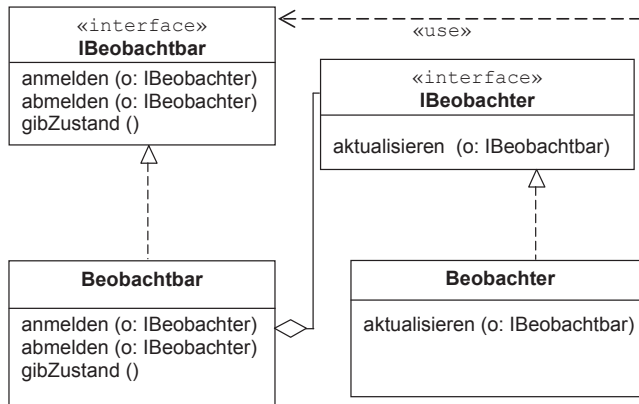 «interface»
IBeobachtbar
anmelden (o: IBeobachter)
abmelden (o: IBeobachter)
gibZustand ()
«use»
«interface»
IBeobachter
aktualisieren (o: IBeobachtbar)
Beobachtbar
anmelden (o: IBeobachter)
abmelden (o: IBeobachter)
gibZustand ()
Beobachter
aktualisieren (o: IBeobachtbar)